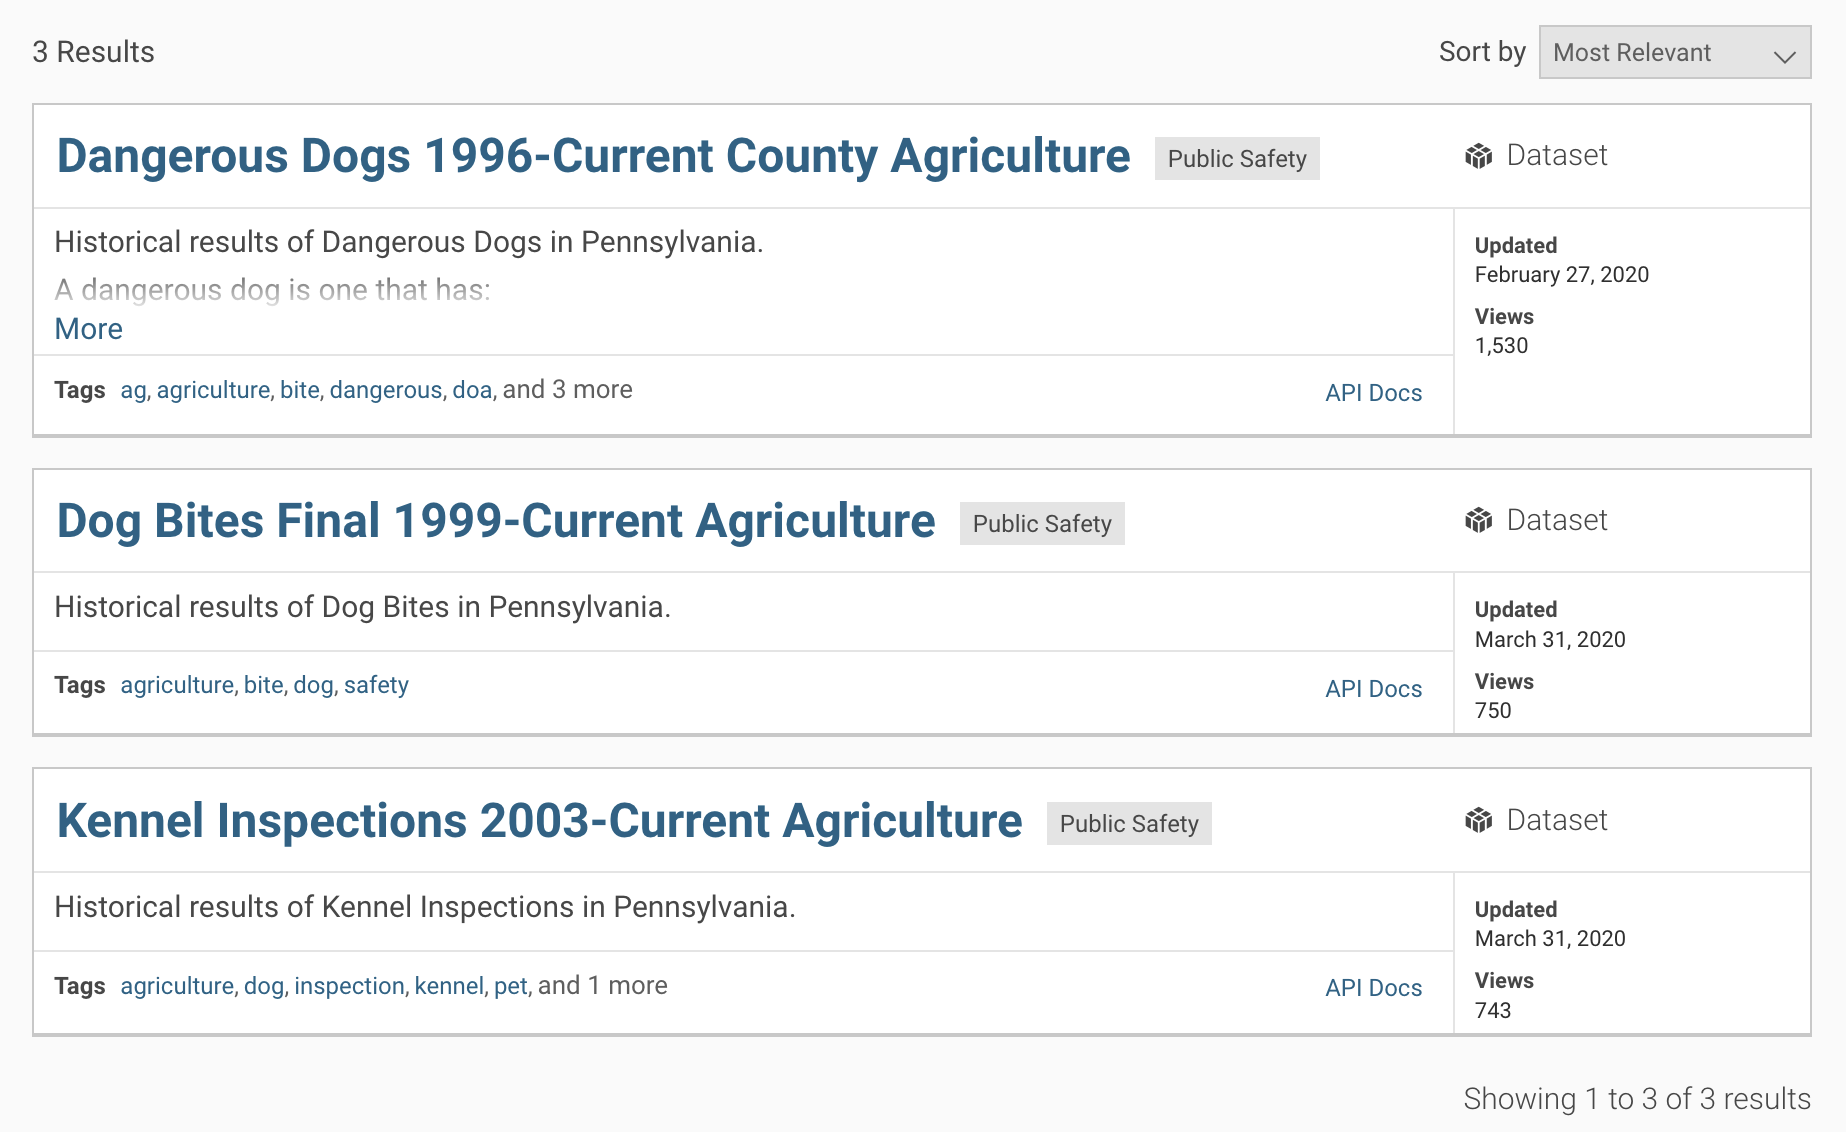 3 Results
Sort by Most Relevant
Dangerous Dogs 1996-Current County Agriculture Public Safety Dataset
Historical results of Dangerous Dogs in Pennsylvania.
A dangerous dog is one that has:
More
Updated
February 27, 2020
Views
1,530
Tags ag, agriculture, bite, dangerous, doa, and 3 more API Docs
Dog Bites Final 1999-Current Agriculture Public Safety Dataset
Historical results of Dog Bites in Pennsylvania.
Updated
March 31, 2020
Views
750
Tags agriculture, bite, dog, safety API Docs
Kennel Inspections 2003-Current Agriculture Public Safety Dataset
Historical results of Kennel Inspections in Pennsylvania.
Updated
March 31, 2020
Views
743
Tags agriculture, dog, inspection, kennel, pet, and 1 more API Docs
Showing 1 to 3 of 3 results